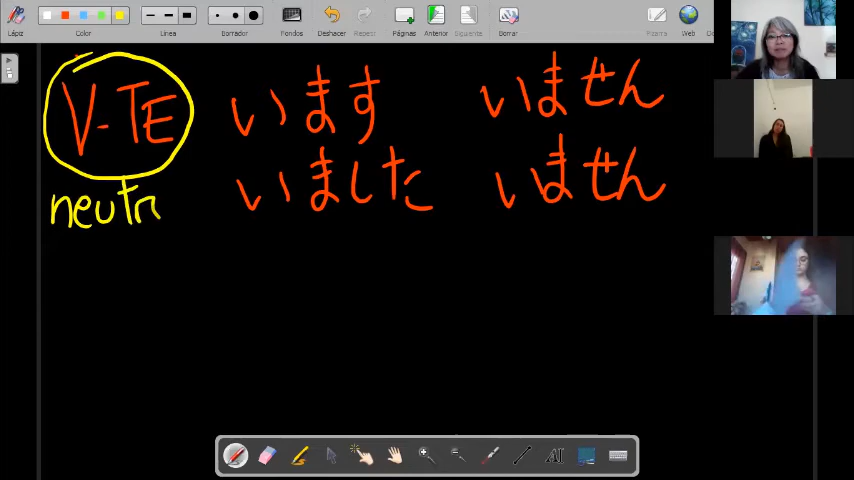 Lápiz Color Línea Borrador Fondos Deshacer Repetir Páginas Anterior Siguiente Borrar Pizarra Web
V-TE います いません
neutr いました いません